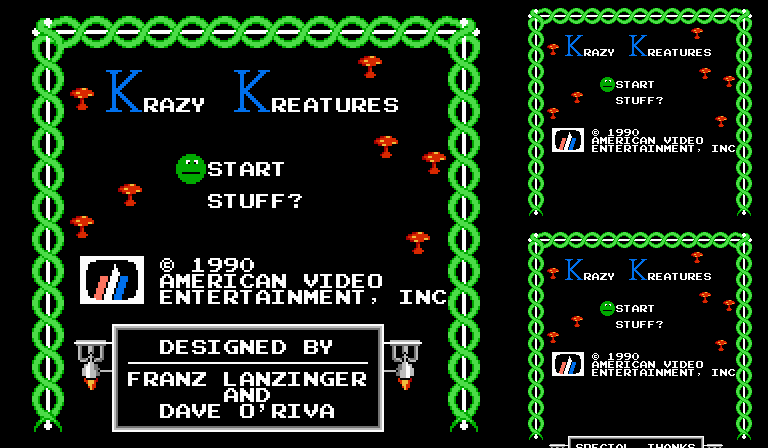 KRAZY KREATURES
START
STUFF?
© 1990
AMERICAN VIDEO
ENTERTAINMENT, INC
DESIGNED BY
FRANZ LANZINGER
AND
DAVE O'RIVA
KRAZY KREATURES
START
STUFF?
© 1990
AMERICAN VIDEO
ENTERTAINMENT, INC
KRAZY KREATURES
START
STUFF?
© 1990
AMERICAN VIDEO
ENTERTAINMENT, INC
SPECIAL THANKS